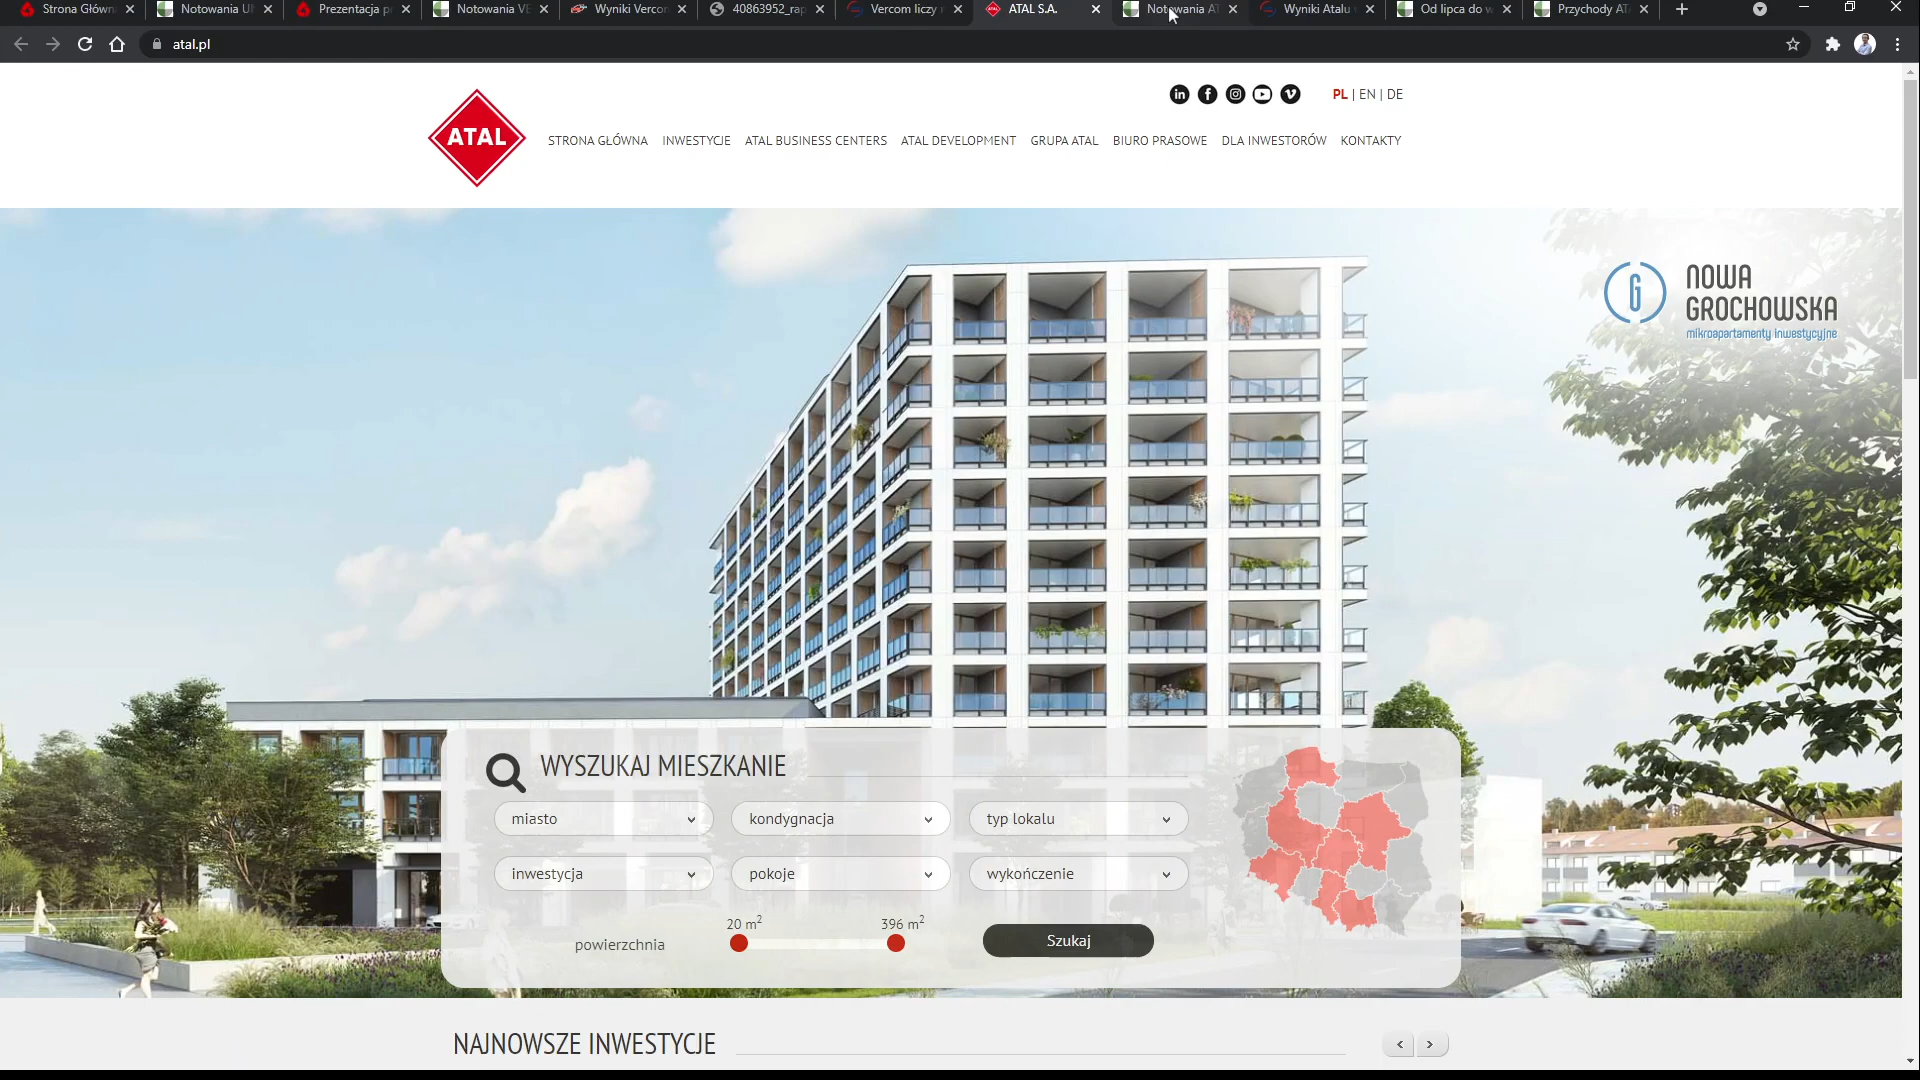 Strona Główn
Notowania U
Prezentacja p
Notowania VE
Wyniki Vercon
40863952_rap
Vercom liczy
ATAL S.A.
Notowania AT
Wyniki Atalu
Od lipca do w
Przychody AT
atal.pl
PL | EN | DE
ATAL
STRONA GŁÓWNA
INWESTYCJE
ATAL BUSINESS CENTERS
ATAL DEVELOPMENT
GRUPA ATAL
BIURO PRASOWE
DLA INWESTORÓW
KONTAKTY
NOWA
GROCHOWSKA
mikroapartamenty inwestycyjne
WYSZUKAJ MIESZKANIE
miasto
kondygnacja
typ lokalu
inwestycja
pokoje
wykończenie
20 m²
396 m²
powierzchnia
Szukaj
NAJNOWSZE INWESTYCJE